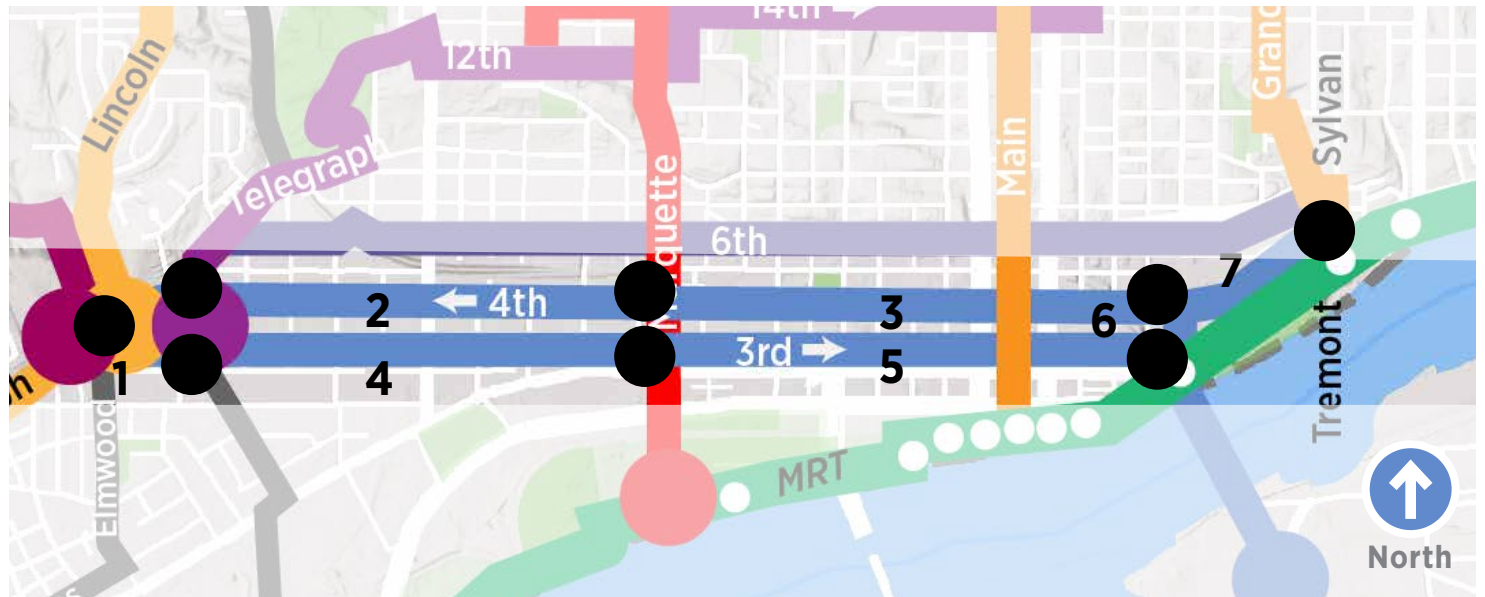 14th
12th
Lincoln
Telegraph
Marquette
Main
Grand
Sylvan
6th
7
2
4th
3
6
3rd
1
4
5
Elmwood
Tremont
MRT
North